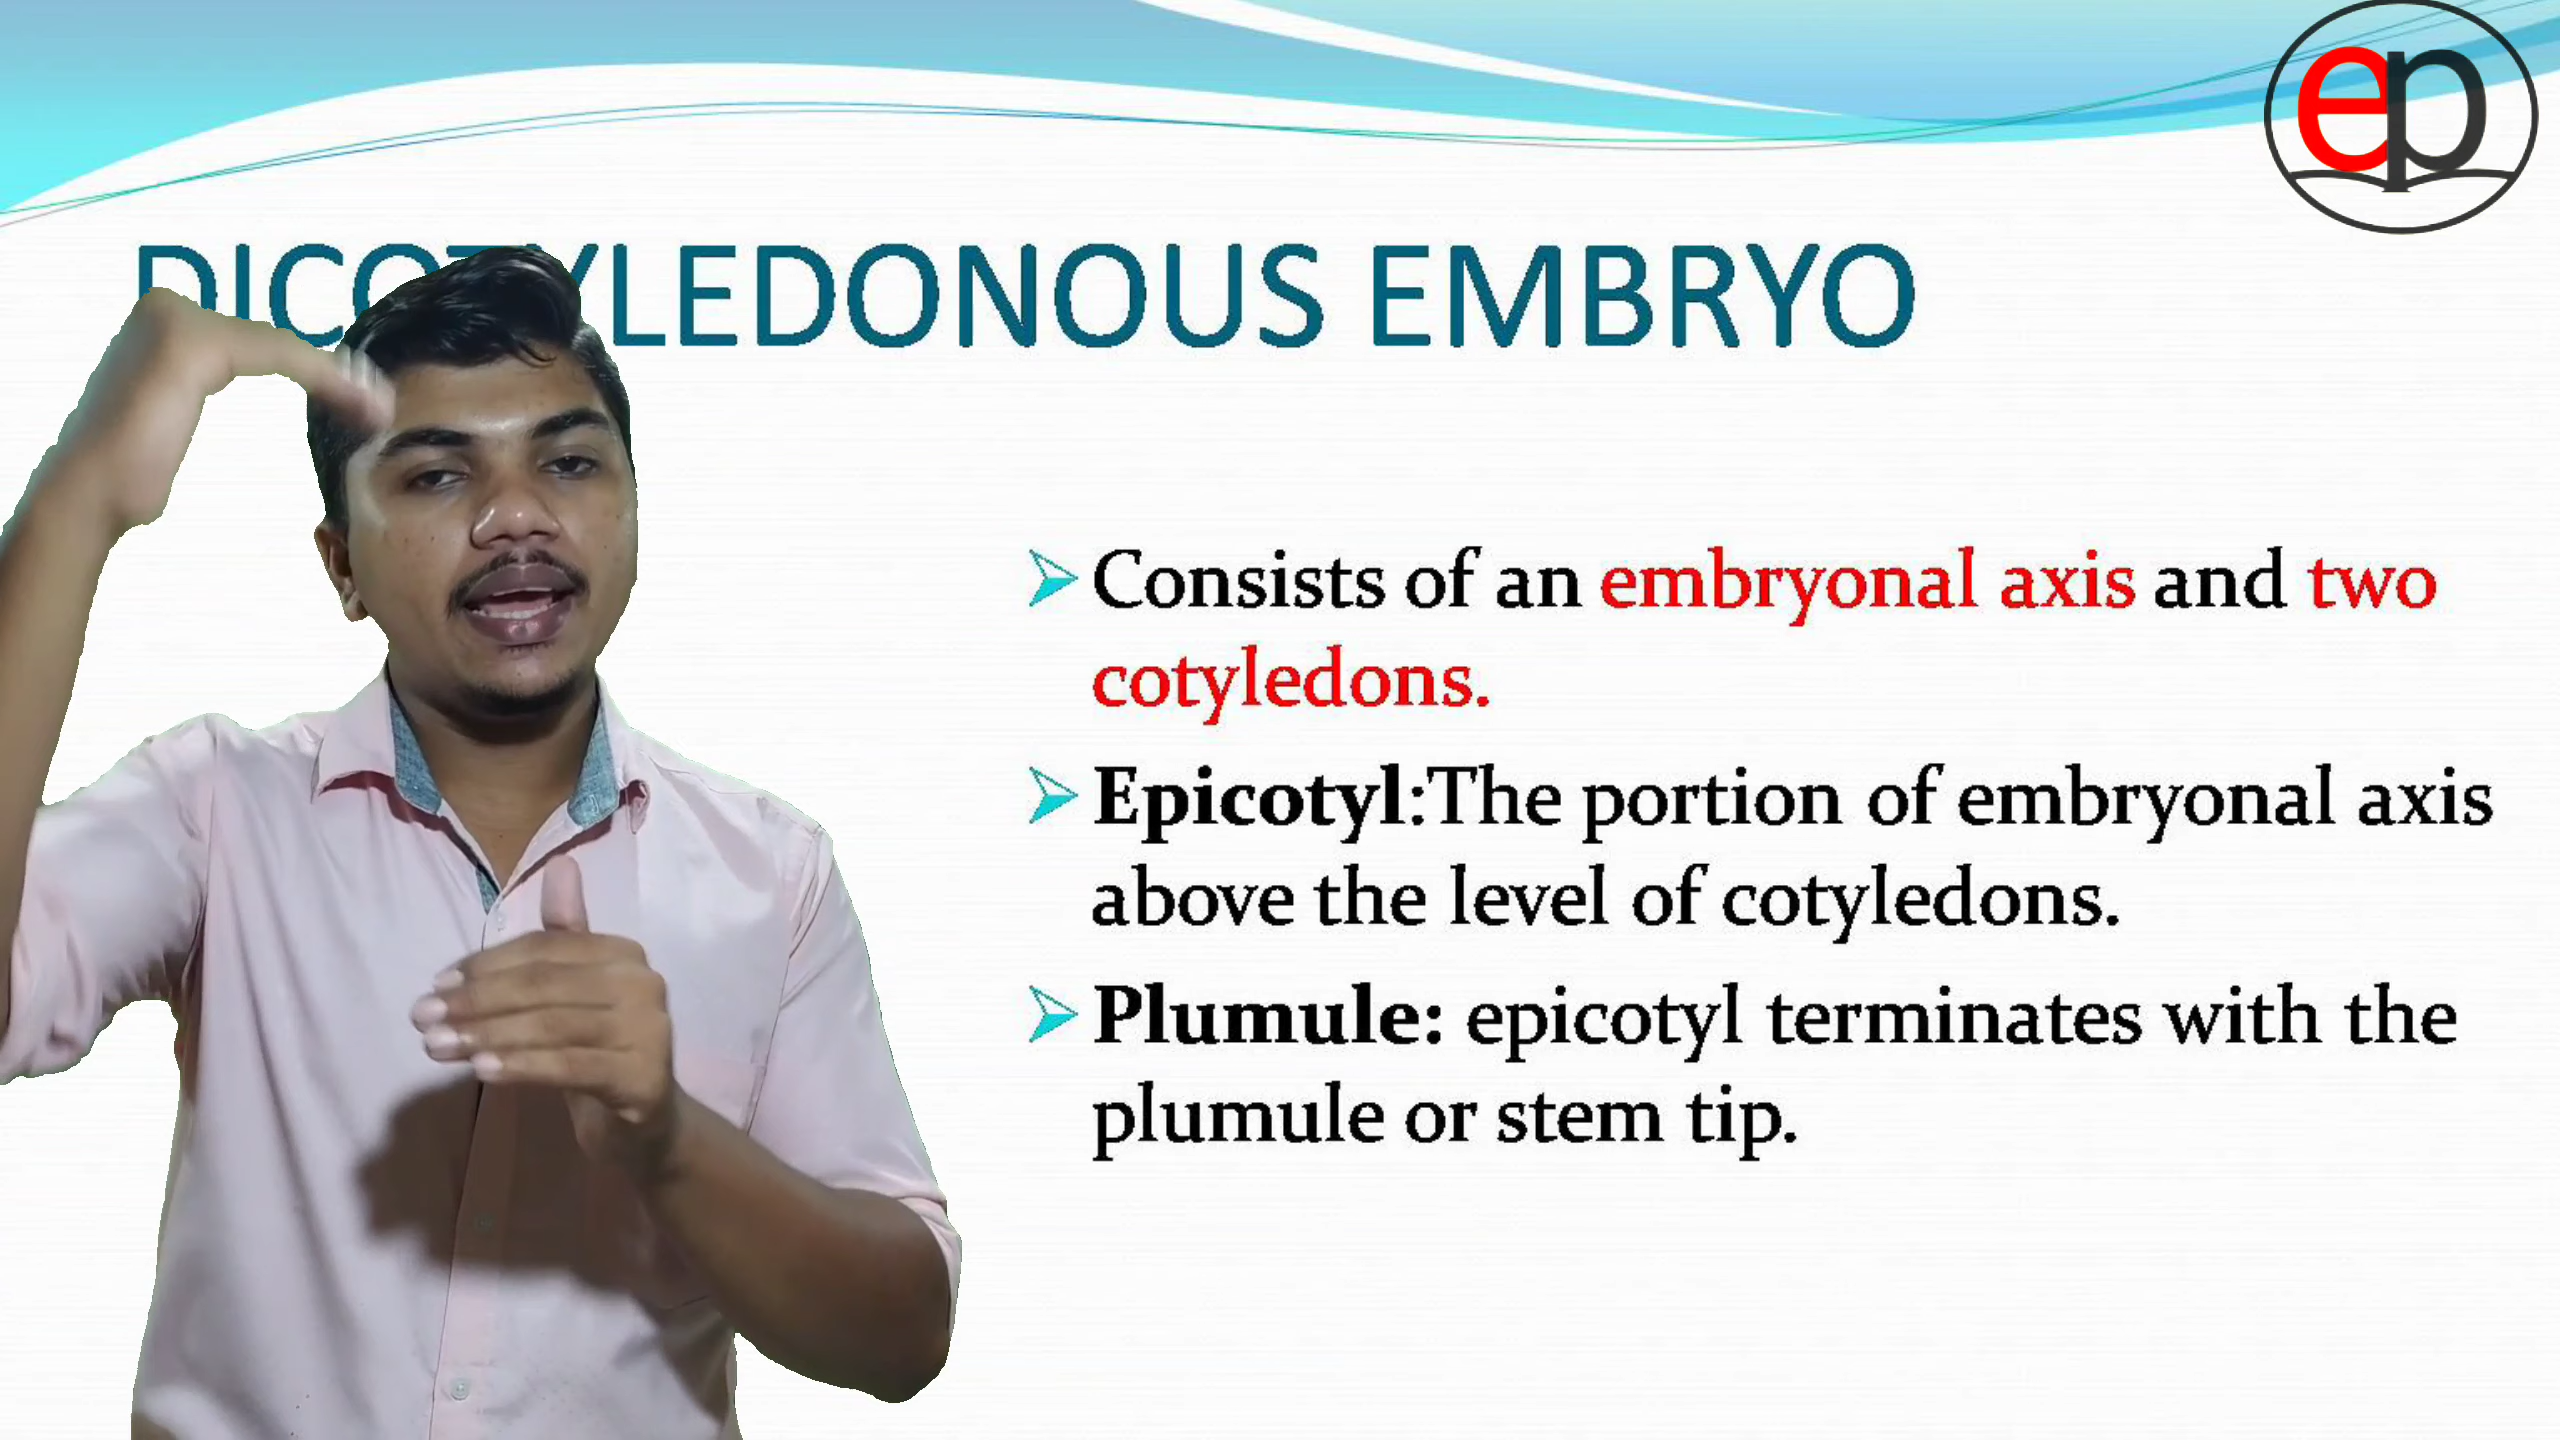 ep
DICOTYLEDONOUS EMBRYO
Consists of an embryonal axis and two
cotyledons.
Epicotyl:The portion of embryonal axis
above the level of cotyledons.
Plumule: epicotyl terminates with the
plumule or stem tip.